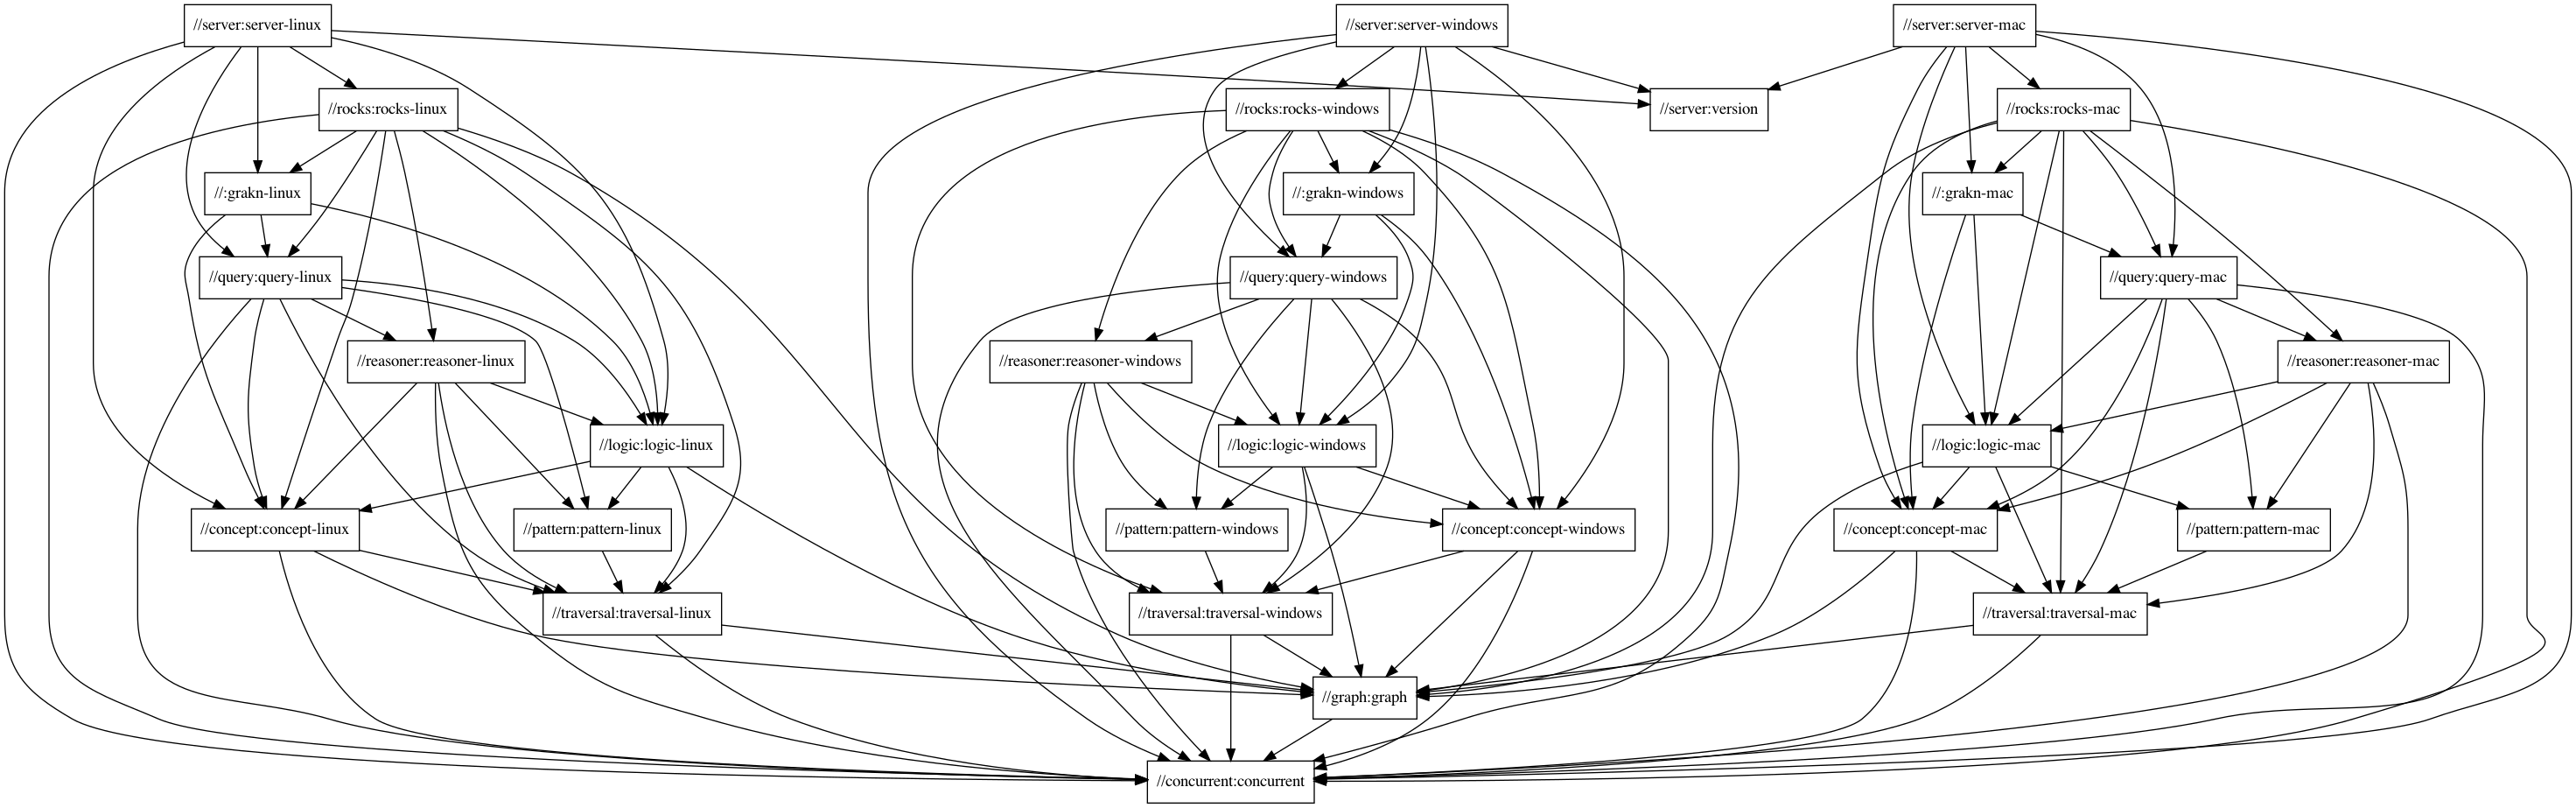 //server:server-linux
//server:server-windows
//server:server-mac
//rocks:rocks-linux
//rocks:rocks-windows
//server:version
//rocks:rocks-mac
//:grakn-linux
//:grakn-windows
//:grakn-mac
//query:query-linux
//query:query-windows
//query:query-mac
//reasoner:reasoner-linux
//reasoner:reasoner-windows
//reasoner:reasoner-mac
//logic:logic-linux
//logic:logic-windows
//logic:logic-mac
//concept:concept-linux
//pattern:pattern-linux
//pattern:pattern-windows
//concept:concept-windows
//concept:concept-mac
//pattern:pattern-mac
//traversal:traversal-linux
//traversal:traversal-windows
//traversal:traversal-mac
//graph:graph
//concurrent:concurrent